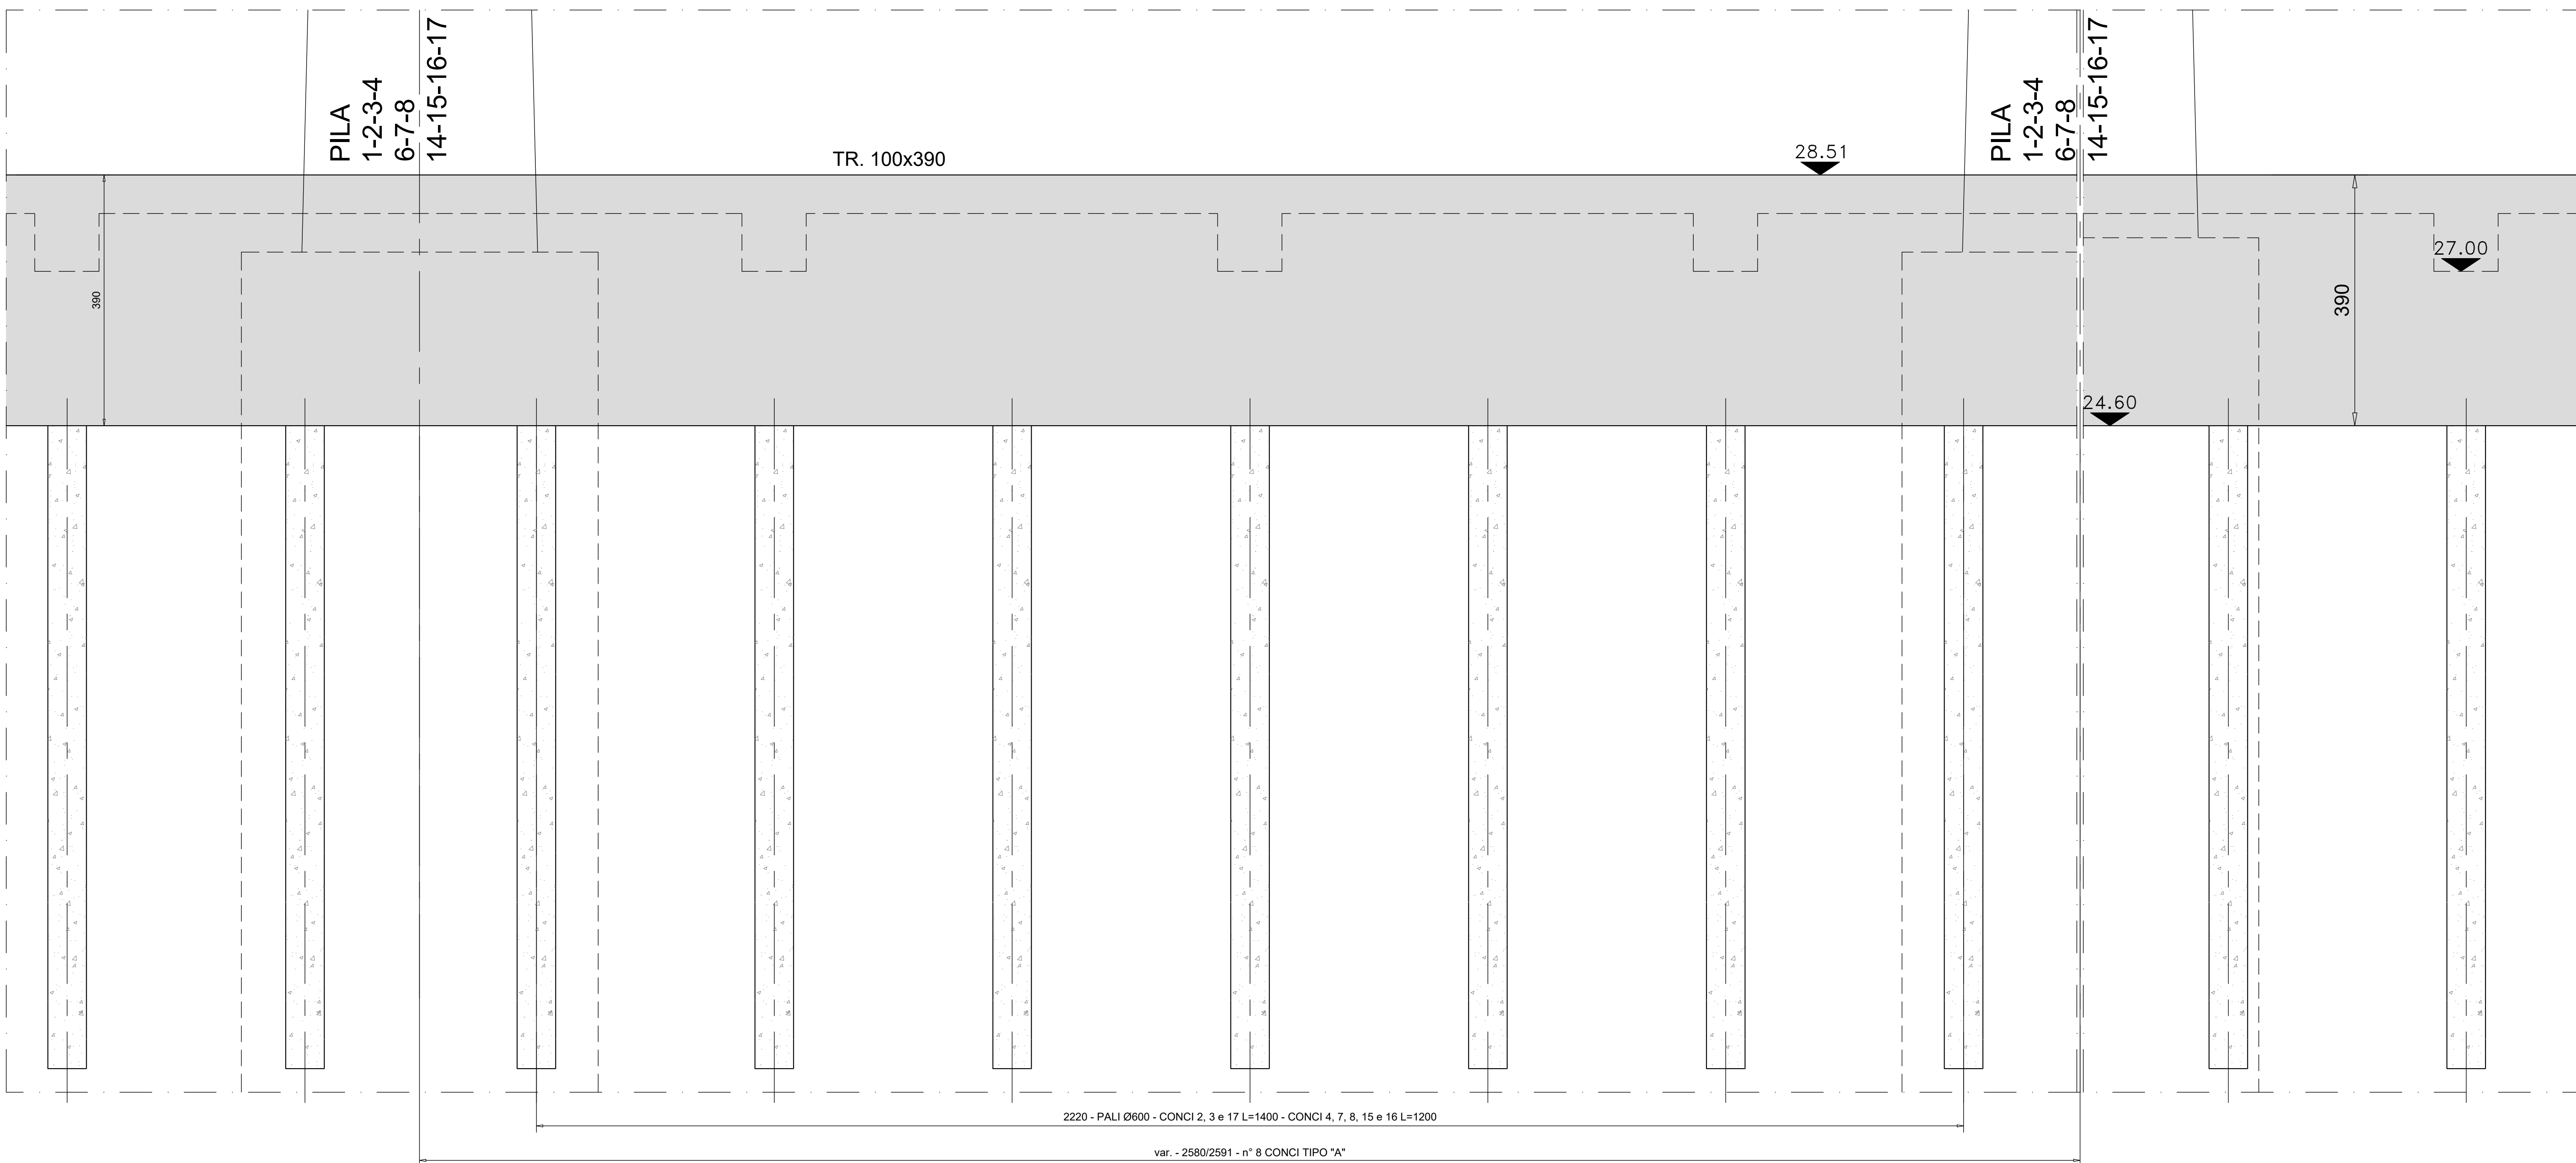 PILA
1-2-3-4
6-7-8
14-15-16-17
TR. 100x390
28.51
PILA
1-2-3-4
6-7-8
14-15-16-17
390
390
27.00
24.60
2220 - PALI Ø600 - CONCI 2, 3 e 17 L=1400 - CONCI 4, 7, 8, 15 e 16 L=1200
var. - 2580/2591 - n° 8 CONCI TIPO "A"